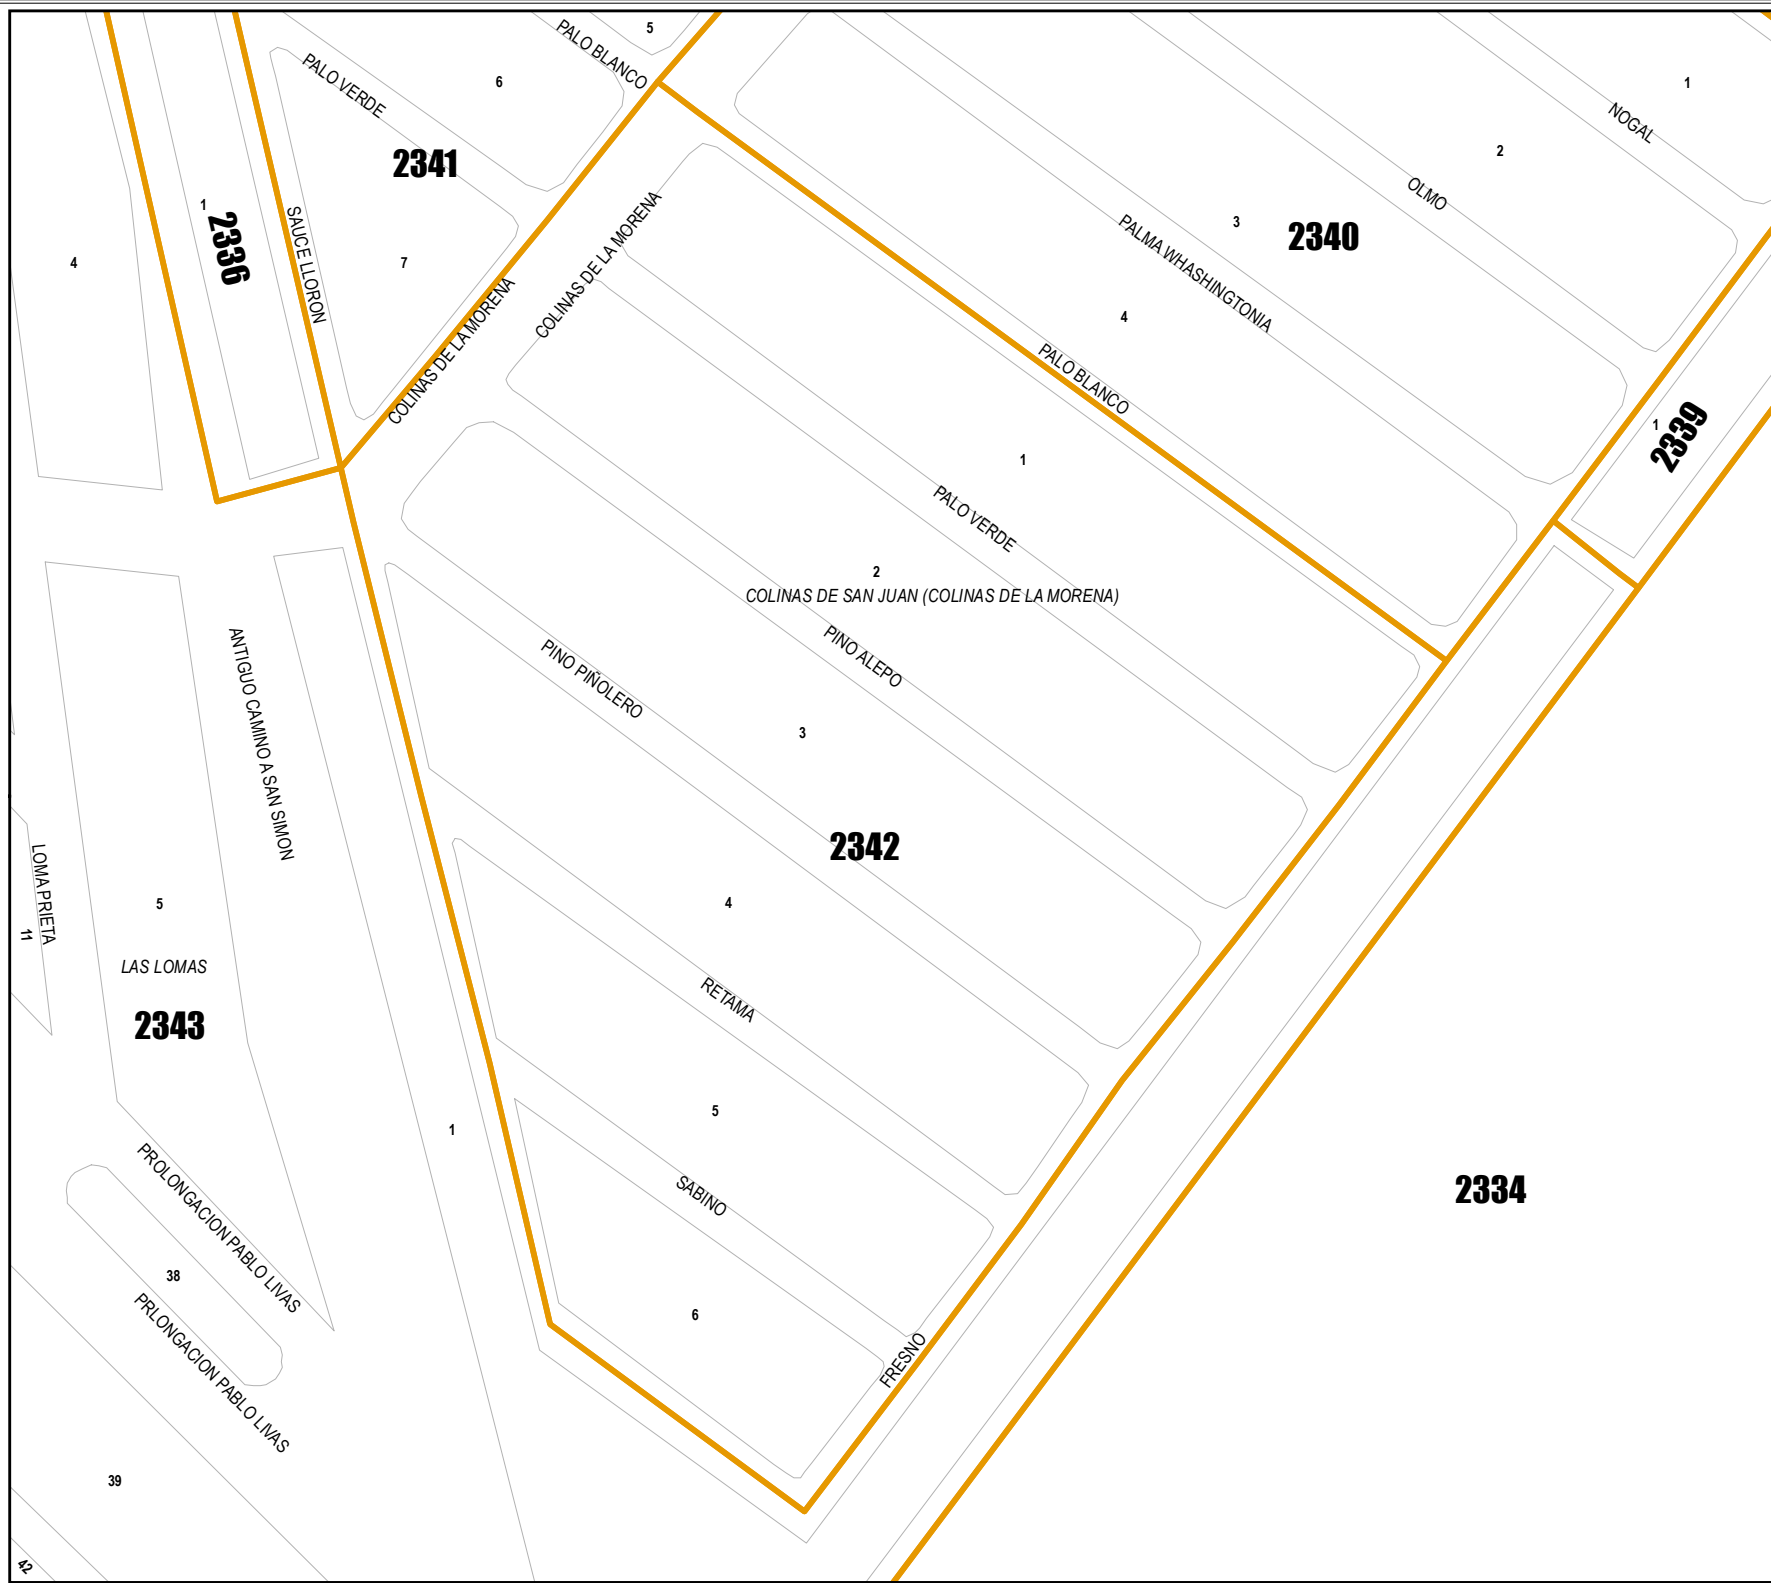 5
PALO BLANCO
6
PALO VERDE
2341
1
NOGAL
2
OLMO
3
2340
PALMA WHASHINGTONIA
4
PALO BLANCO
1
2336
SAUCE LLORON
7
4
COLINAS DE LA MORENA
COLINAS DE LA MORENA
1
2339
1
PALO VERDE
2
COLINAS DE SAN JUAN (COLINAS DE LA MORENA)
PINO ALEPO
PINO PIÑOLERO
3
2342
4
RETAMA
5
SABINO
6
FRESNO
2334
ANTIGUO CAMINO A SAN SIMON
LOMA PRIETA
11
5
LAS LOMAS
2343
1
PROLONGACION PABLO LIVAS
38
PRLONGACION PABLO LIVAS
39
42